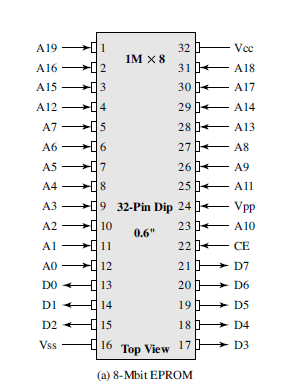 A19 1 32 Vcc
1M × 8
A16 2 31 A18
A15 3 30 A17
A12 4 29 A14
A7 5 28 A13
A6 6 27 A8
A5 7 26 A9
A4 8 25 A11
A3 9 32-Pin Dip 24 Vpp
A2 10 23 A10
0.6"
A1 11 22 CE
A0 12 21 D7
D0 13 20 D6
D1 14 19 D5
D2 15 18 D4
Vss 16 Top View 17 D3
(a) 8-Mbit EPROM